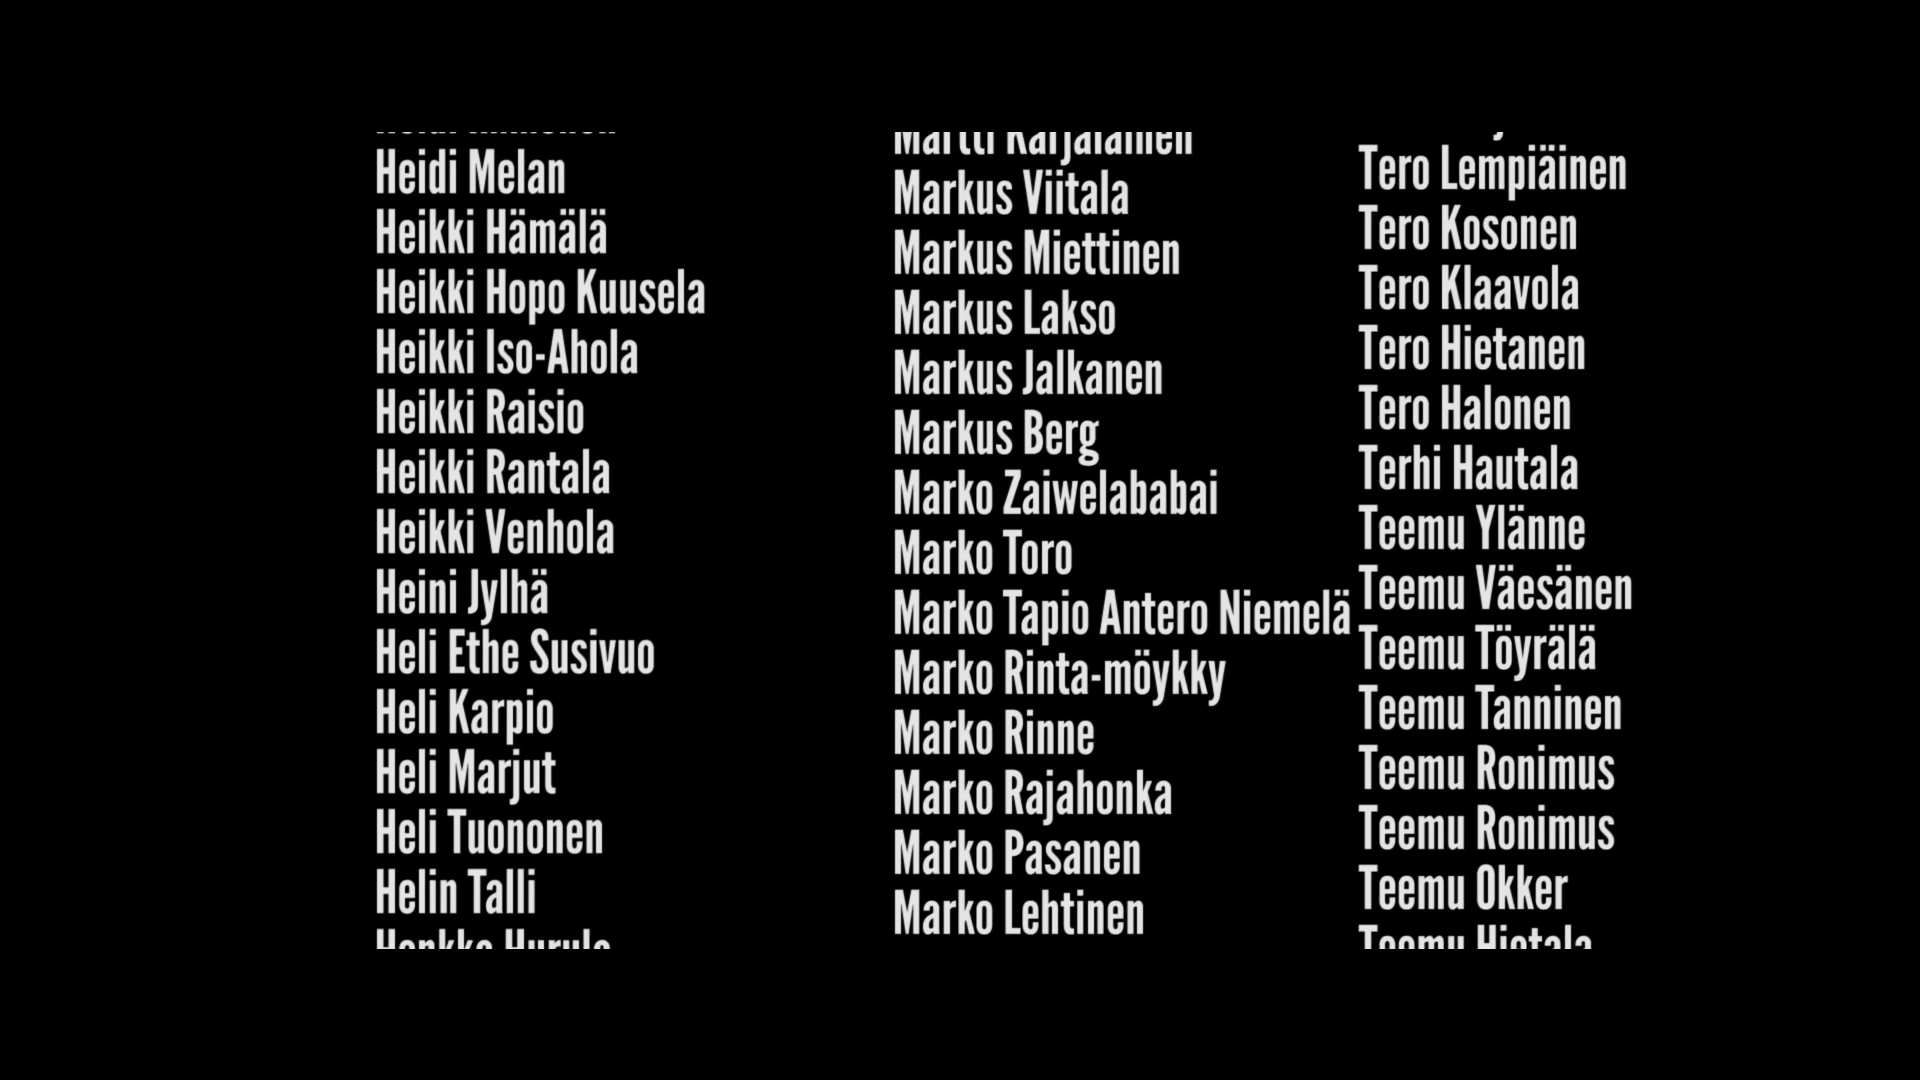 Heidi Melan
Heikki Hämälä
Heikki Hopo Kuusela
Heikki Iso-Ahola
Heikki Raisio
Heikki Rantala
Heikki Venhola
Heini Jylhä
Heli Ethe Susivuo
Heli Karpio
Heli Marjut
Heli Tuononen
Helin Talli
Martti Karjalainen
Markus Viitala
Markus Miettinen
Markus Lakso
Markus Jalkanen
Markus Berg
Marko Zaiwelababai
Marko Toro
Marko Tapio Antero Niemelä
Marko Rinta-möykky
Marko Rinne
Marko Rajahonka
Marko Pasanen
Marko Lehtinen
Tero Lempiäinen
Tero Kosonen
Tero Klaavola
Tero Hietanen
Tero Halonen
Terhi Hautala
Teemu Ylänne
Teemu Väesänen
Teemu Töyrälä
Teemu Tanninen
Teemu Ronimus
Teemu Ronimus
Teemu Okker
Teemu Hietala